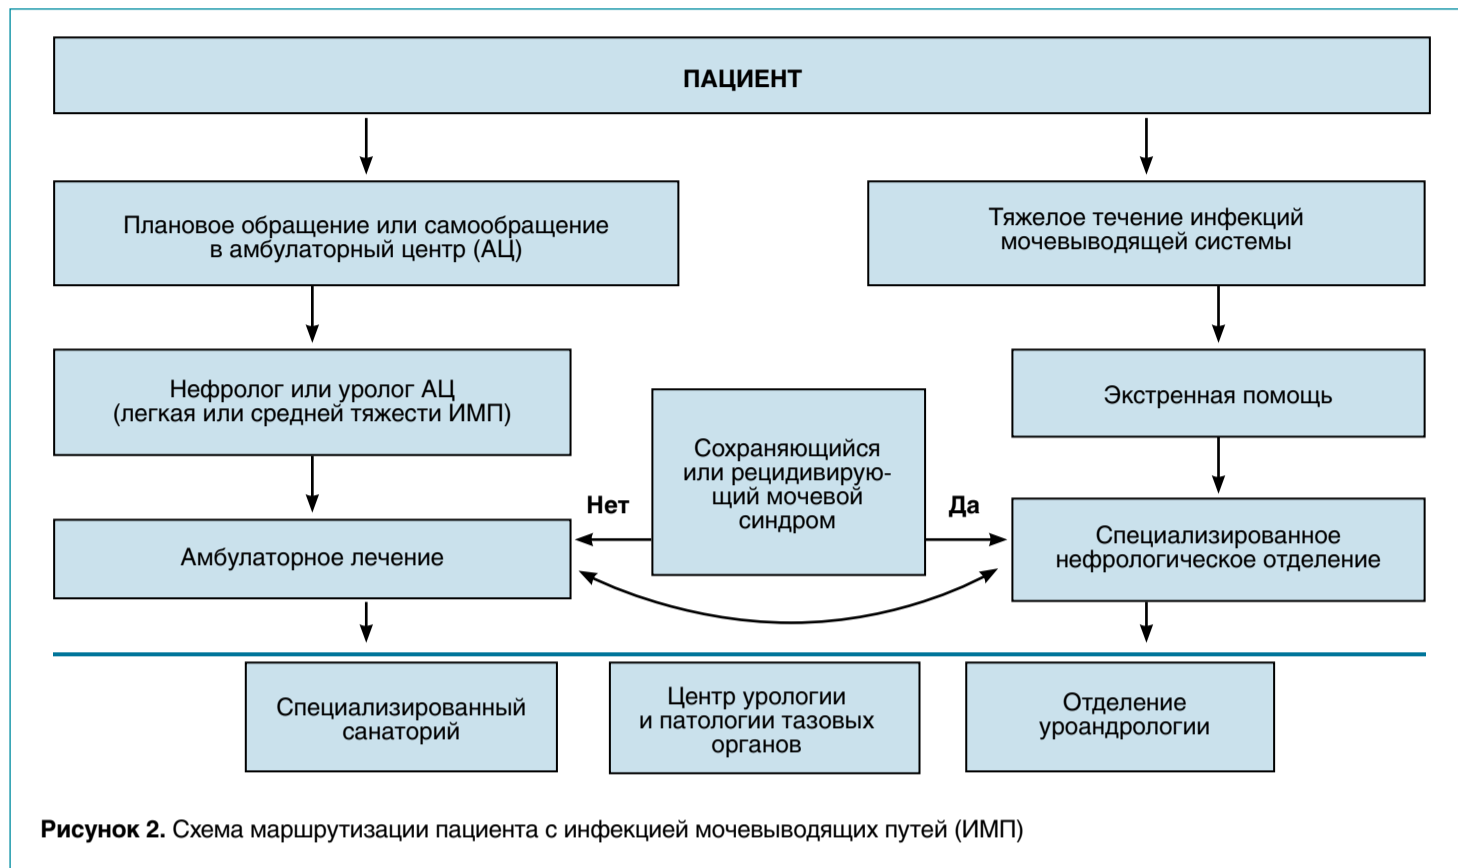 ПАЦИЕНТ
Плановое обращение или самообращение
в амбулаторный центр (АЦ)
Тяжелое течение инфекций
мочевыводящей системы
Нефролог или уролог АЦ
(легкая или средней тяжести ИМП)
Экстренная помощь
Сохраняющийся
или рецидивирую-
щий мочевой
синдром
Нет
Да
Амбулаторное лечение
Специализированное
нефрологическое отделение
Специализированный
санаторий
Центр урологии
и патологии тазовых
органов
Отделение
уроандрологии
Рисунок 2. Схема маршрутизации пациента с инфекцией мочевыводящих путей (ИМП)